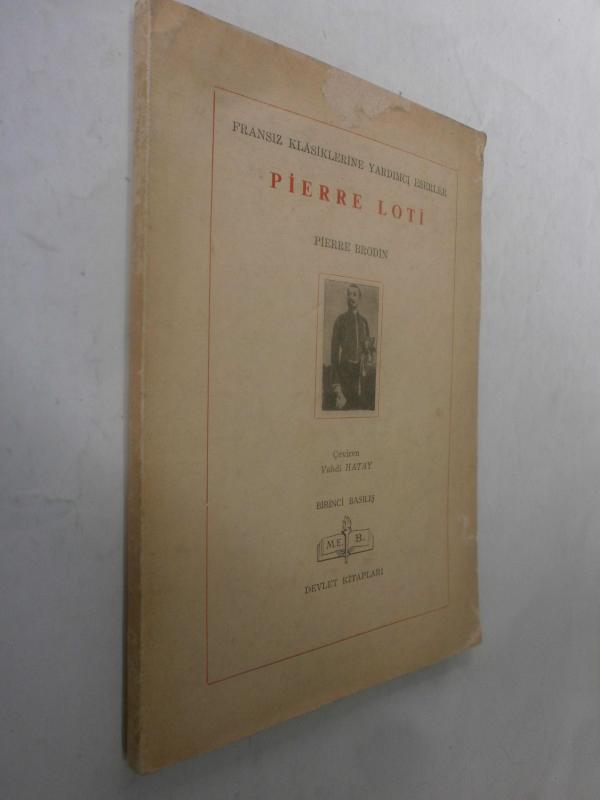 FRANSIZ KLÂSİKLERİNE YARDIMCI ESERLER
PİERRE LOTİ
PİERRE BRODIN
Çeviren
Vahdi HATAY
BİRİNCİ BASILIŞ
M.E. B.
DEVLET KİTAPLARI